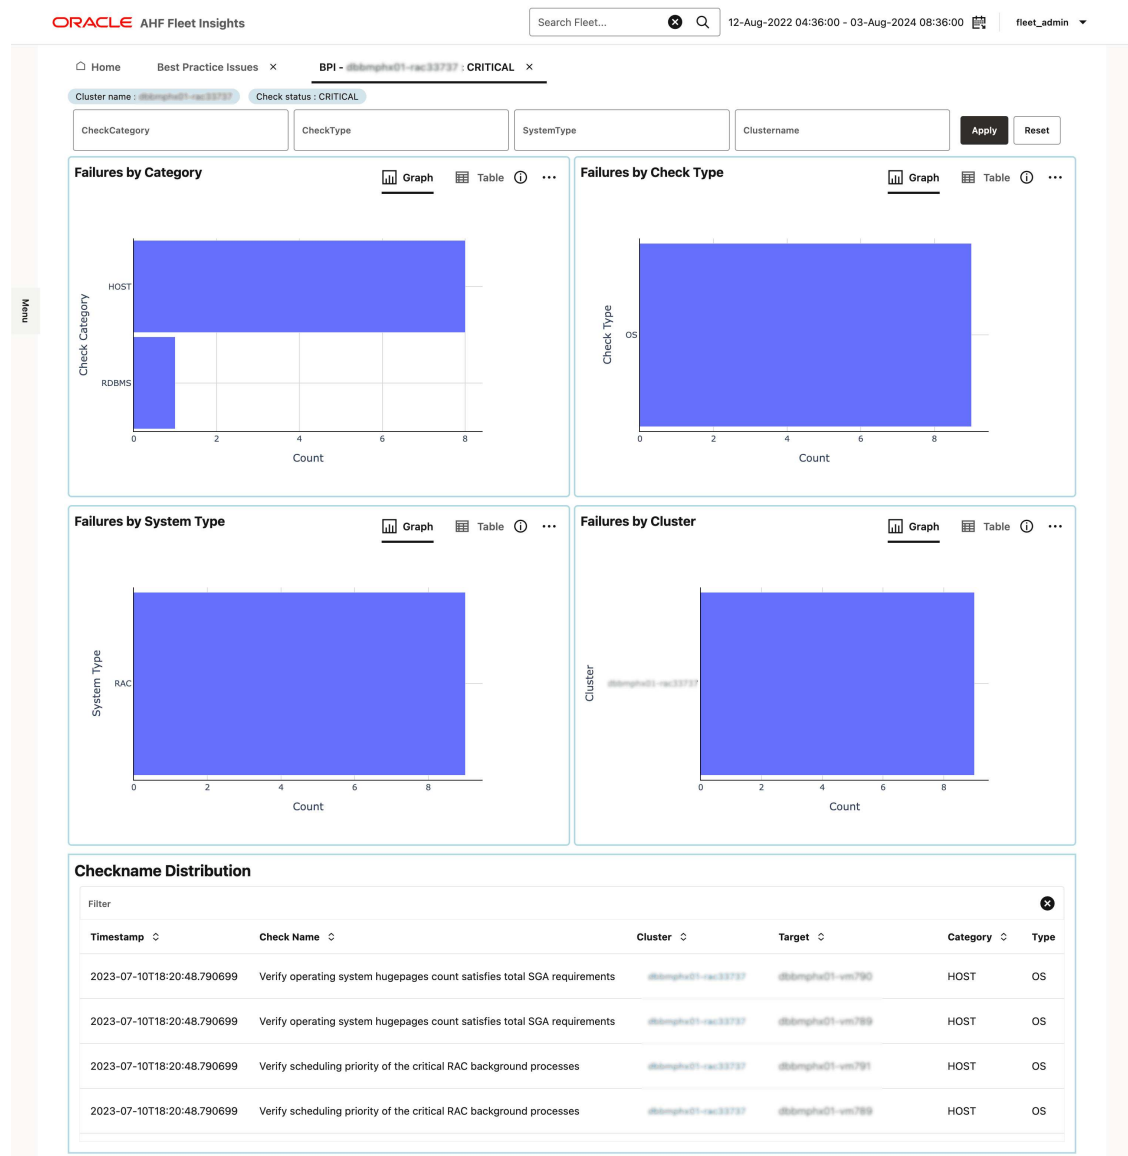 ORACLE AHF Fleet Insights
Search Fleet...
12-Aug-2022 04:36:00 - 03-Aug-2024 08:36:00
fleet_admin
Home
Best Practice Issues ×
BPI - : CRITICAL ×
Cluster name :
Check status : CRITICAL
CheckCategory
CheckType
SystemType
Clustername
Apply
Reset
Menu
Failures by Category
Graph
Table
Check Category
HOST
RDBMS
0 2 4 6 8
Count
Failures by Check Type
Graph
Table
Check Type
OS
0 2 4 6 8
Count
Failures by System Type
Graph
Table
System Type
RAC
0 2 4 6 8
Count
Failures by Cluster
Graph
Table
Cluster
0 2 4 6 8
Count
Checkname Distribution
Filter
Timestamp Check Name Cluster Target Category Type
2023-07-10T18:20:48.790699 Verify operating system hugepages count satisfies total SGA requirements HOST OS
2023-07-10T18:20:48.790699 Verify operating system hugepages count satisfies total SGA requirements HOST OS
2023-07-10T18:20:48.790699 Verify scheduling priority of the critical RAC background processes HOST OS
2023-07-10T18:20:48.790699 Verify scheduling priority of the critical RAC background processes HOST OS